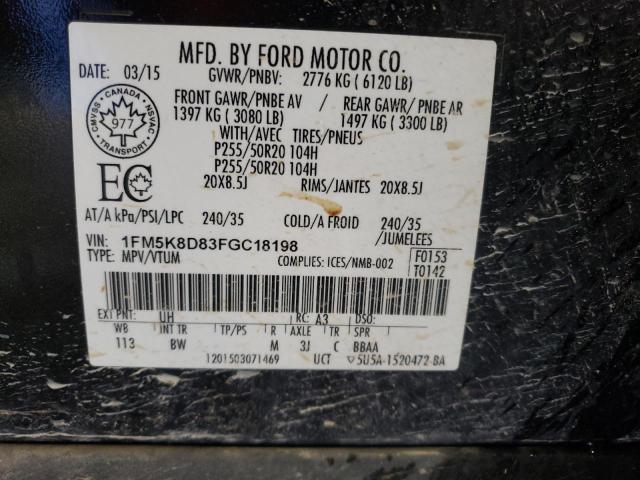 MFD. BY FORD MOTOR CO.
DATE: 03/15 GVWR/PNBV: 2776 KG ( 6120 LB)
FRONT GAWR/PNBE AV / REAR GAWR/ PNBE AR
1397 KG ( 3080 LB) 1497 KG ( 3300 LB)
WITH/AVEC TIRES/PNEUS
P255/50R20 104H
P255/50R20 104H
20X8.5J RIMS/JANTES 20X8.5J
CANADA
CMVSS
NSVAC
977
TRANSPORT
EC
AT/A kPa/PSI/LPC 240/35 COLD/A FROID 240/35
/JUMELEES
VIN: 1FM5K8D83FGC18198
TYPE: MPV/VTUM COMPLIES: ICES/NMB-002
F0153
T0142
EXT PNT: UH RC: A3 DSO:
WB INT TR TP/PS R AXLE TR SPR
113 BW M 3J C BBAA
1201503071469 UCT ▽5U5A-1520472-BA